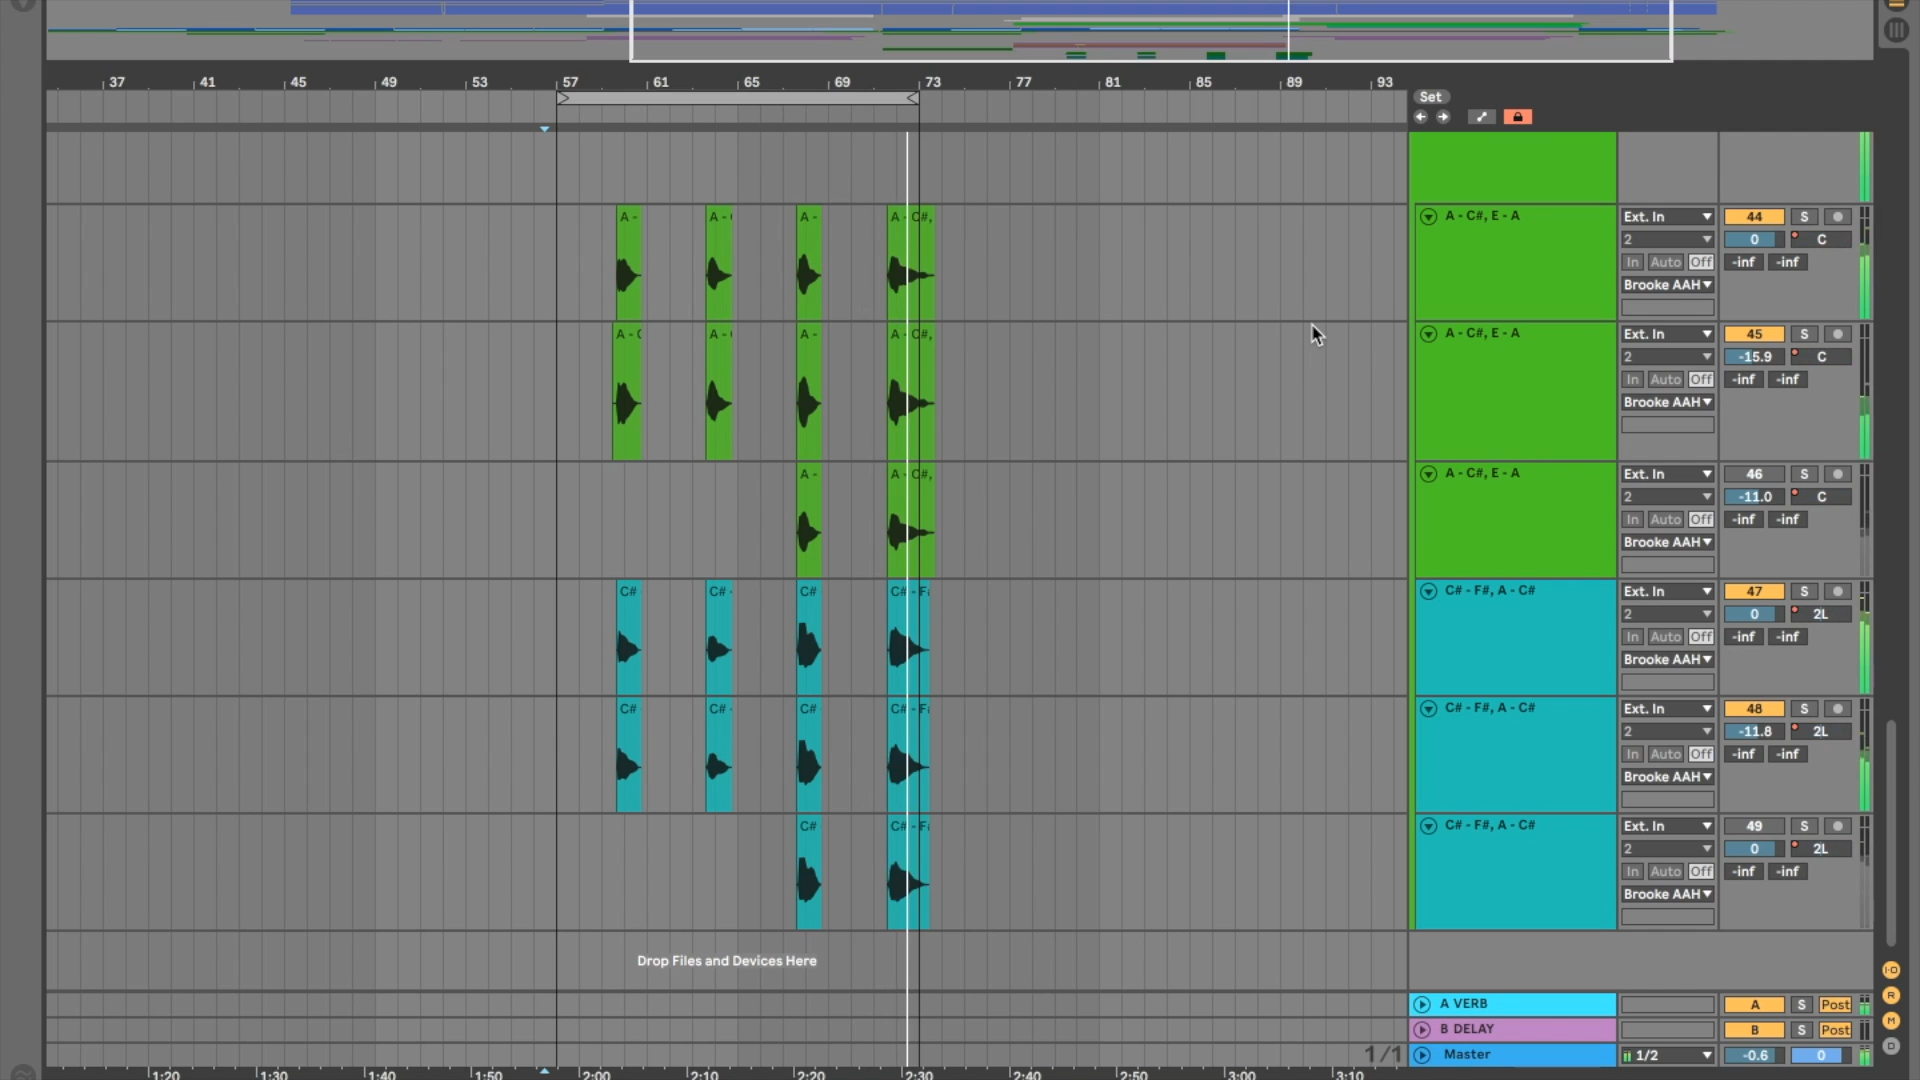 37 41 45 49 53 57 61 65 69 73 77 81 85 89 93
Set
A - A - A - A - C#,
A - C#, E - A Ext. In 44 S
2 0 C
In Auto Off -inf -inf
Brooke AAH
A - C A - A - A - C#,
A - C#, E - A Ext. In 45 S
2 -15.9 C
In Auto Off -inf -inf
Brooke AAH
A - A - C#,
A - C#, E - A Ext. In 46 S
2 -11.0 C
In Auto Off -inf -inf
Brooke AAH
C# C# - C# C# - F#
C# - F#, A - C# Ext. In 47 S
2 0 2L
In Auto Off -inf -inf
Brooke AAH
C# C# - C# C# - F#
C# - F#, A - C# Ext. In 48 S
2 -11.8 2L
In Auto Off -inf -inf
Brooke AAH
C# C# - F#
C# - F#, A - C# Ext. In 49 S
2 0 2L
In Auto Off -inf -inf
Brooke AAH
Drop Files and Devices Here
I·O
R
M
D
A VERB A S Post
B DELAY B S Post
1/1 Master 1/2 -0.6 0
1:20 1:30 1:40 1:50 2:00 2:10 2:20 2:30 2:40 2:50 3:00 3:10